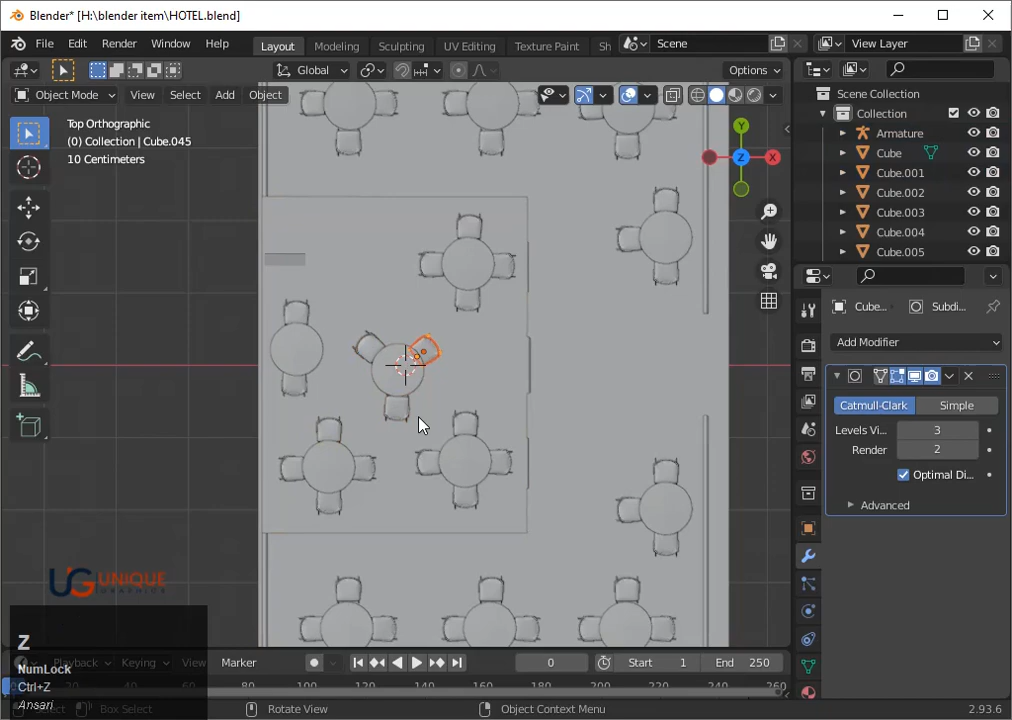 Blender* [H:\blender item\HOTEL.blend]
File Edit Render Window Help Layout Modeling Sculpting UV Editing Texture Paint Sh Scene View Layer
Global Options
Object Mode View Select Add Object
Top Orthographic
(0) Collection | Cube.045
10 Centimeters
Y
Z
X
Scene Collection
Collection
Armature
Cube
Cube.001
Cube.002
Cube.003
Cube.004
Cube.005
Cube... Subdi...
Add Modifier
Catmull-Clark Simple
Levels Vi... 3
Render 2
Optimal Di...
Advanced
UG UNIQUE
GRAPHICS
Z
NumLock
Ctrl+Z
Ansari
Playback Keying View Marker 0 Start 1 End 250
120 140 160 180 200 220 240 260
Select Box Select Rotate View Object Context Menu 2.93.6